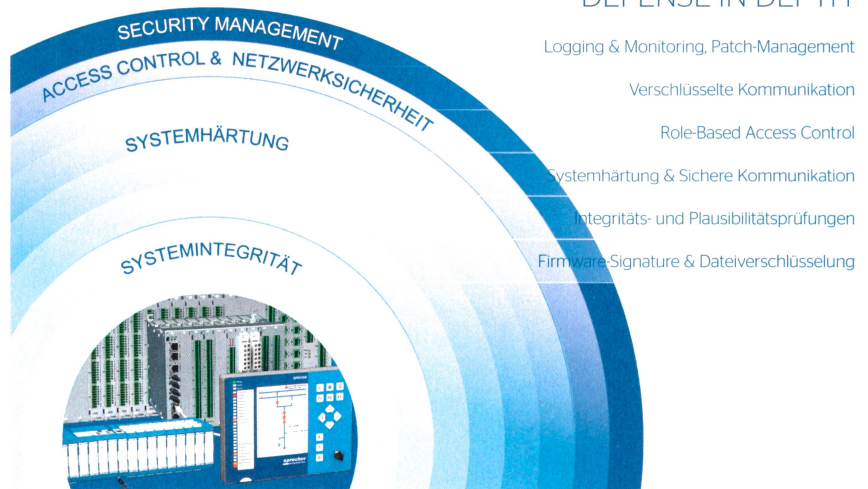 DEFENSE IN DEPTH
SECURITY MANAGEMENT
ACCESS CONTROL & NETZWERKSICHERHEIT
SYSTEMHÄRTUNG
SYSTEMINTEGRITÄT
Logging & Monitoring, Patch-Management
Verschlüsselte Kommunikation
Role-Based Access Control
Systemhärtung & Sichere Kommunikation
Integritäts- und Plausibilitätsprüfungen
Firmware-Signature & Dateiverschlüsselung
sprecher